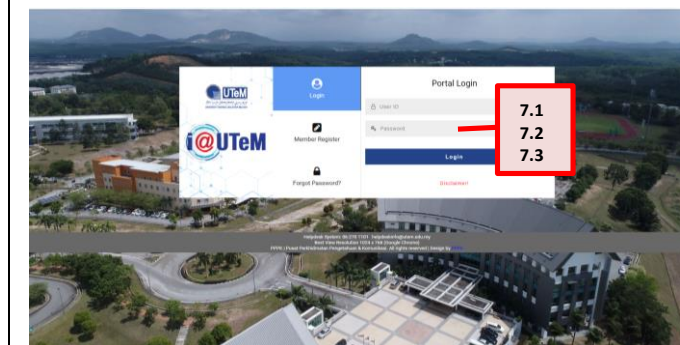 UTeM
i@UTeM
Login
Member Register
Forgot Password?
Portal Login
User ID
Password
Login
Disclaimer!
7.1
7.2
7.3
Best View Resolution 1024 x 768 (Google Chrome)